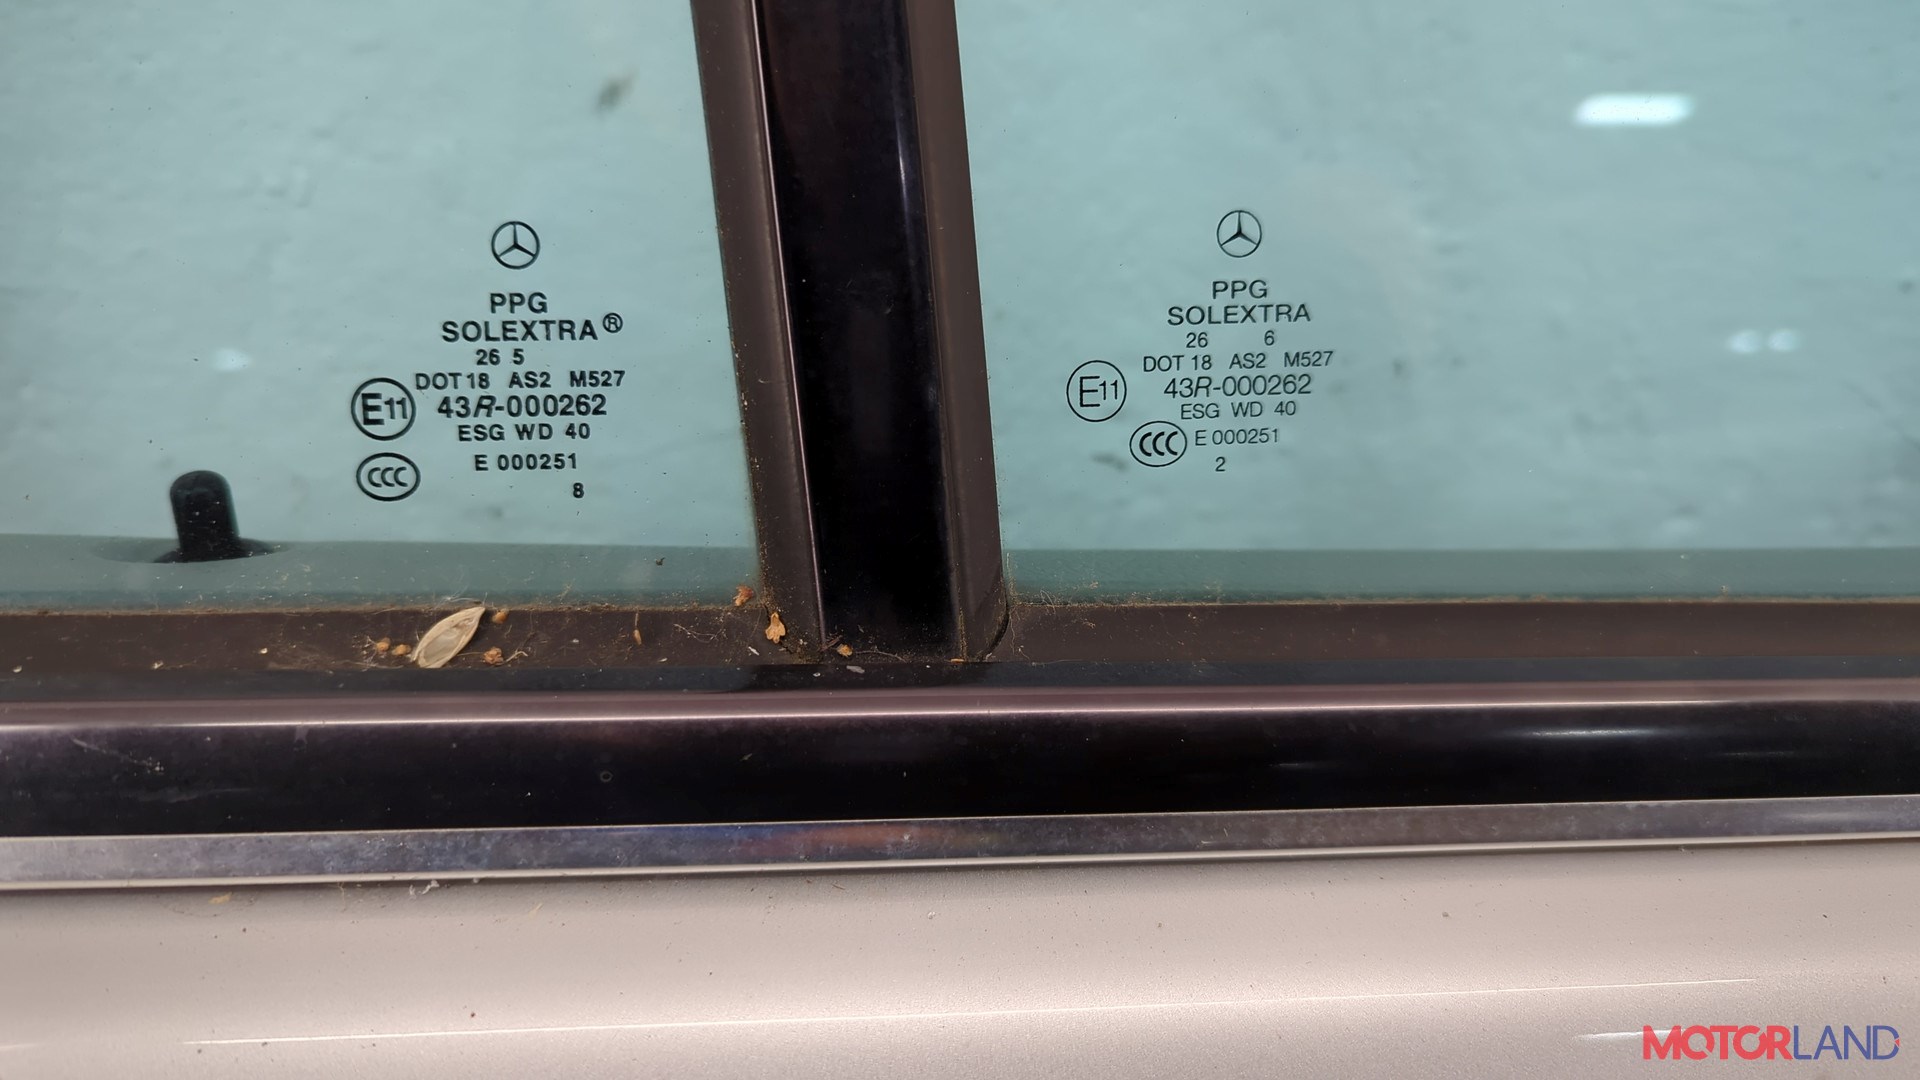 PPG
SOLEXTRA®
26 5
DOT 18 AS2 M527
E11 43R-000262
ESG WD 40
CCC E 000251
8
PPG
SOLEXTRA
26 6
DOT 18 AS2 M527
E11 43R-000262
ESG WD 40
CCC E 000251
2
MOTORLAND